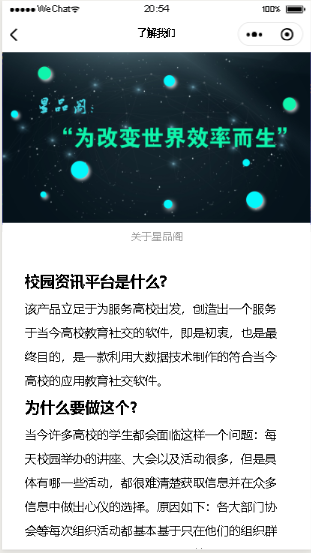 WeChat 20:54 100%
了解我们
星品阁
“为改变世界效率而生”
关于星品阁
校园资讯平台是什么?
该产品立足于为服务高校出发，创造出一个服务
于当今高校教育社交的软件，即是初衷，也是最
终目的，是一款利用大数据技术制作的符合当今
高校的应用教育社交软件。
为什么要做这个?
当今许多高校的学生都会面临这样一个问题：每
天校园举办的讲座、大会以及活动很多，但是具
体有哪一些活动，都很难清楚获取信息并在众多
信息中做出心仪的选择。原因如下：各大部门协
会等每次组织活动都基本基于只在他们的组织群